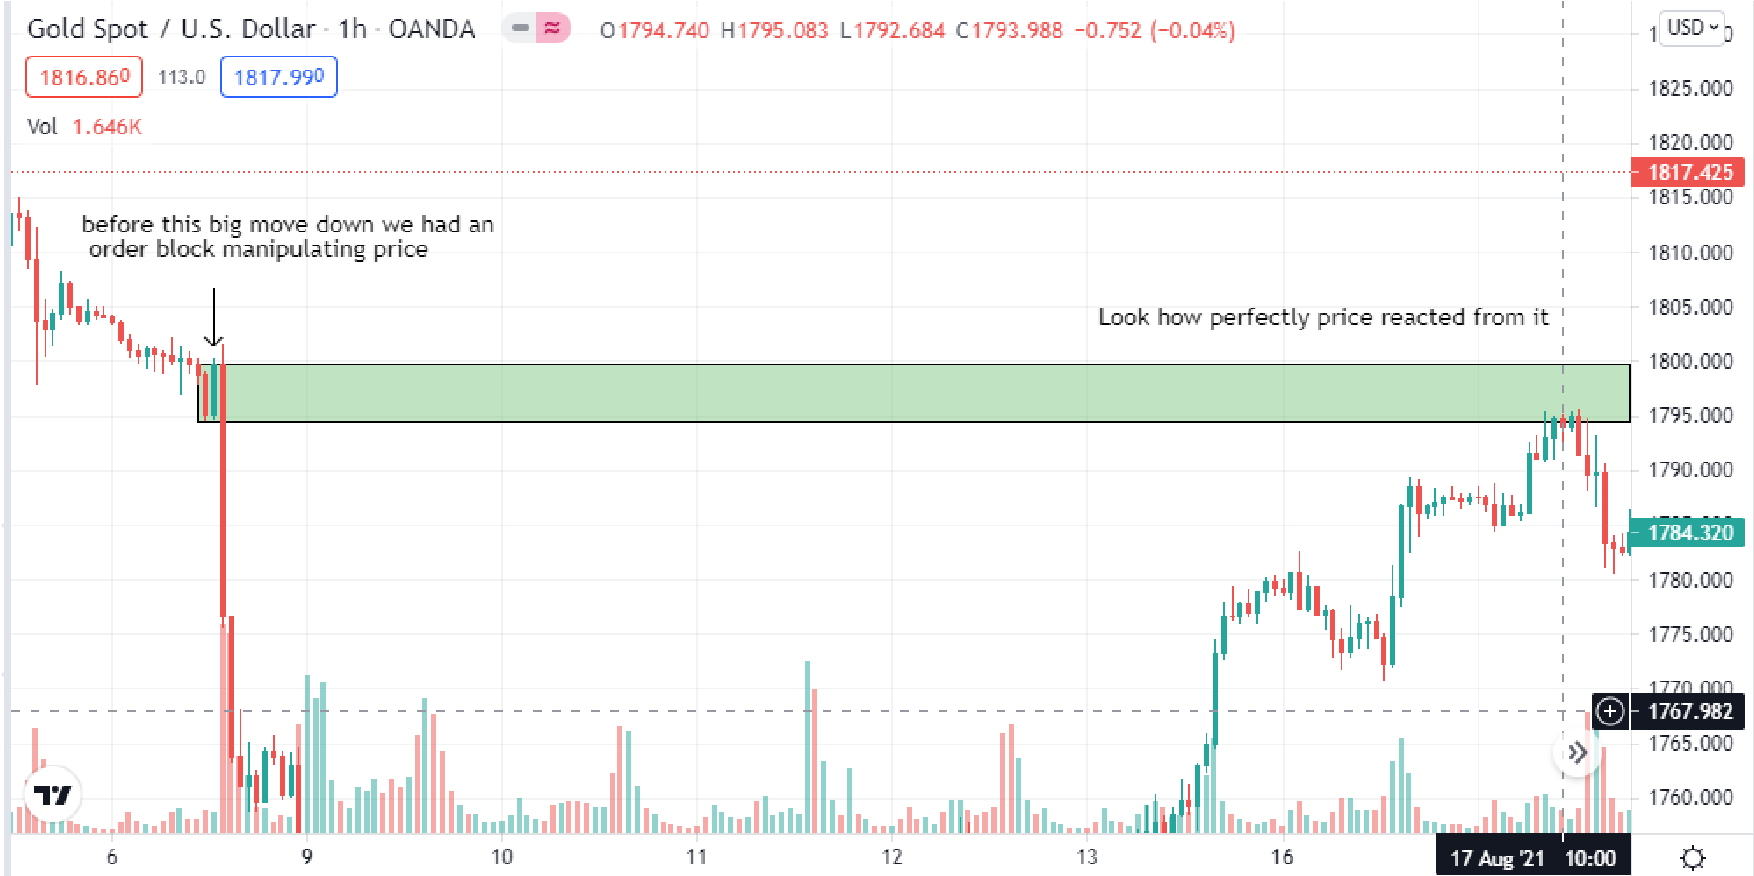 Gold Spot / U.S. Dollar · 1h · OANDA
O1794.740 H1795.083 L1792.684 C1793.988 −0.752 (−0.04%)
USD
1816.860 113.0 1817.990
Vol 1.646K
before this big move down we had an
order block manipulating price
Look how perfectly price reacted from it
1825.000
1820.000
1817.425
1815.000
1810.000
1805.000
1800.000
1795.000
1790.000
1784.320
1780.000
1775.000
1770.000
1767.982
1765.000
1760.000
6 9 10 11 12 13 16 17 Aug '21 10:00